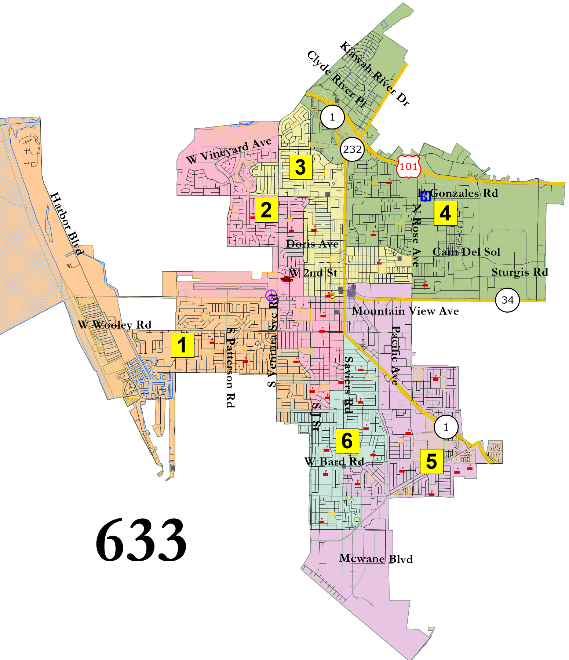 Kiawah River Dr
Clyde River Pl
1
232
W Vineyard Ave
3
101
Gonzales Rd
2
4
N Rose Ave
Harbor Blvd
Doris Ave
Cain Del Sol
W 2nd St
Sturgis Rd
34
Mountain View Ave
W Wooley Rd
1
S Patterson Rd
S Ventura Rd
Pacific Ave
Saviers Rd
S J St
1
6
5
W Bard Rd
633
Mcwane Blvd